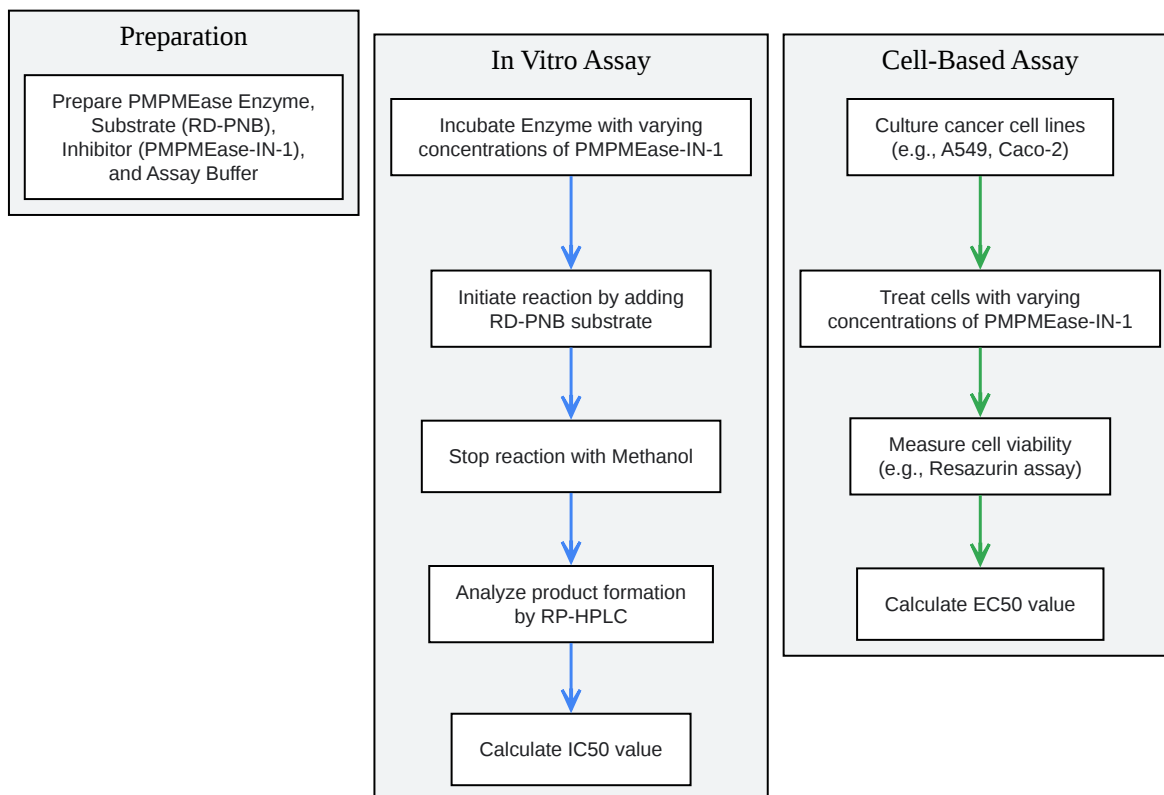 Preparation
Prepare PMPMEase Enzyme,
Substrate (RD-PNB),
Inhibitor (PMPMEase-IN-1),
and Assay Buffer
In Vitro Assay
Incubate Enzyme with varying
concentrations of PMPMEase-IN-1
Initiate reaction by adding
RD-PNB substrate
Stop reaction with Methanol
Analyze product formation
by RP-HPLC
Calculate IC50 value
Cell-Based Assay
Culture cancer cell lines
(e.g., A549, Caco-2)
Treat cells with varying
concentrations of PMPMEase-IN-1
Measure cell viability
(e.g., Resazurin assay)
Calculate EC50 value